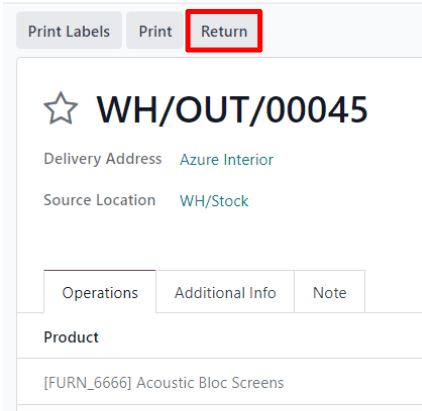 Print Labels Print Return
WH/OUT/00045
Delivery Address Azure Interior
Source Location WH/Stock
Operations Additional Info Note
Product
[FURN_6666] Acoustic Bloc Screens